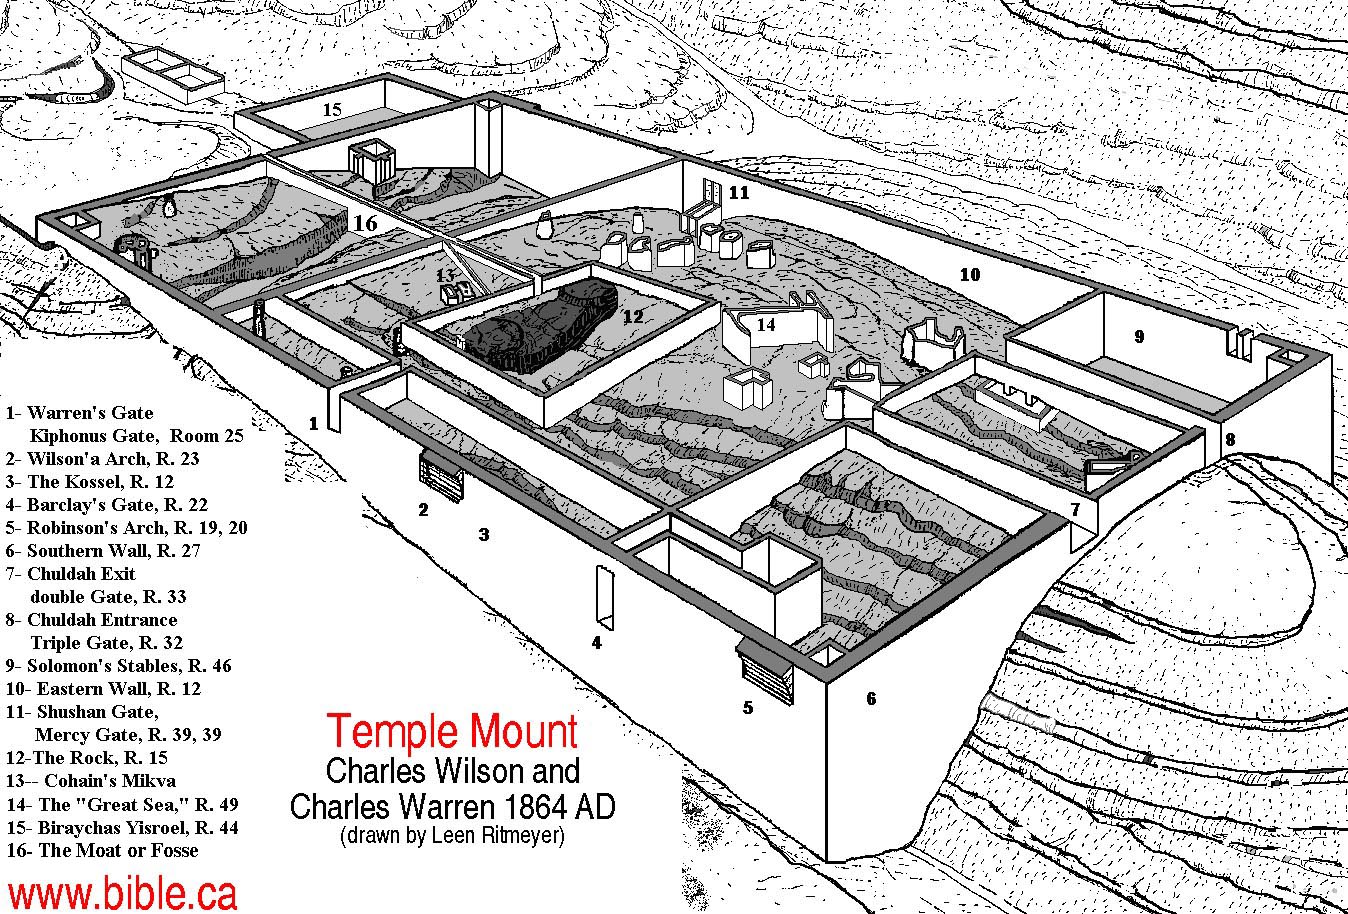 15
16
11
13
12
10
14
9
1
8
7
2
3
4
5
6
1- Warren's Gate
Kiphonus Gate, Room 25
2- Wilson'a Arch, R. 23
3- The Kossel, R. 12
4- Barclay's Gate, R. 22
5- Robinson's Arch, R. 19, 20
6- Southern Wall, R. 27
7- Chuldah Exit
double Gate, R. 33
8- Chuldah Entrance
Triple Gate, R. 32
9- Solomon's Stables, R. 46
10- Eastern Wall, R. 12
11- Shushan Gate,
Mercy Gate, R. 39, 39
12-The Rock, R. 15
13-- Cohain's Mikva
14- The "Great Sea," R. 49
15- Biraychas Yisroel, R. 44
16- The Moat or Fosse
www.bible.ca
Temple Mount
Charles Wilson and
Charles Warren 1864 AD
(drawn by Leen Ritmeyer)